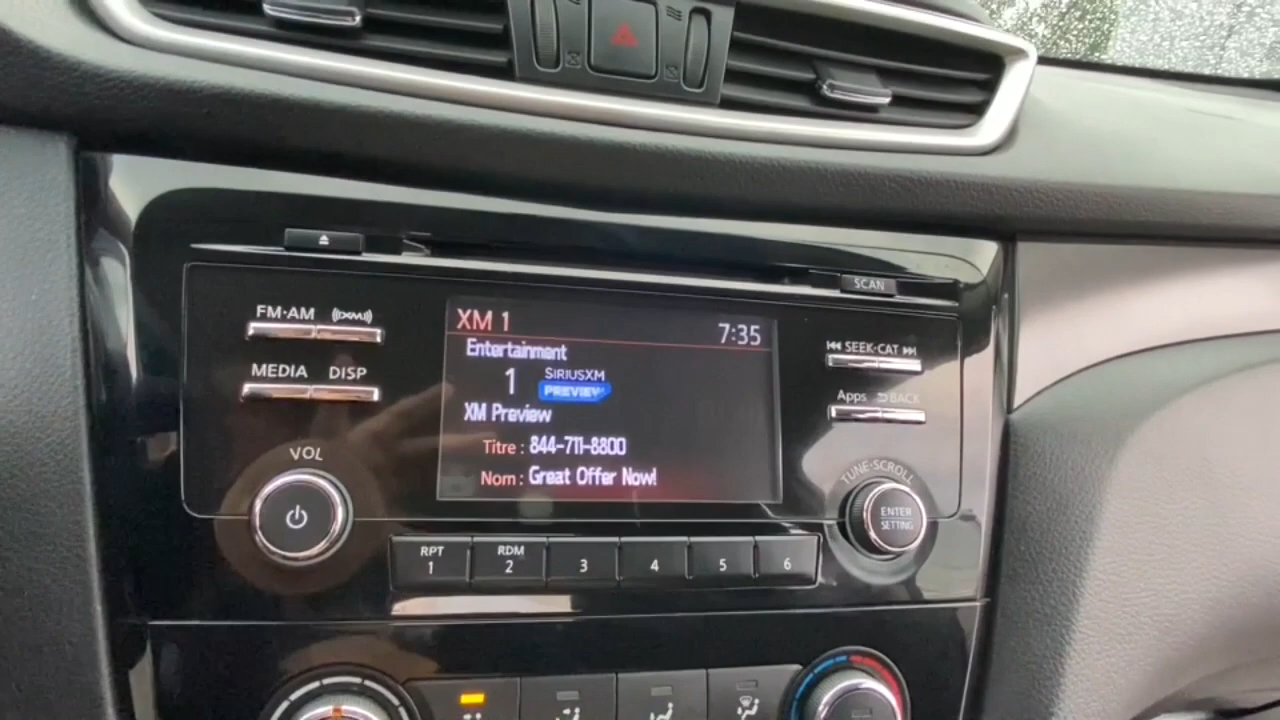 SCAN
FM·AM
((XM))
MEDIA
DISP
VOL
XM 1
7:35
Entertainment
1
SIRIUSXM
PREVIEW
XM Preview
Titre : 844-711-8800
Nom : Great Offer Now!
SEEK·CAT
Apps
BACK
TUNE·SCROLL
ENTER
SETTING
RPT
1
RDM
2
3
4
5
6